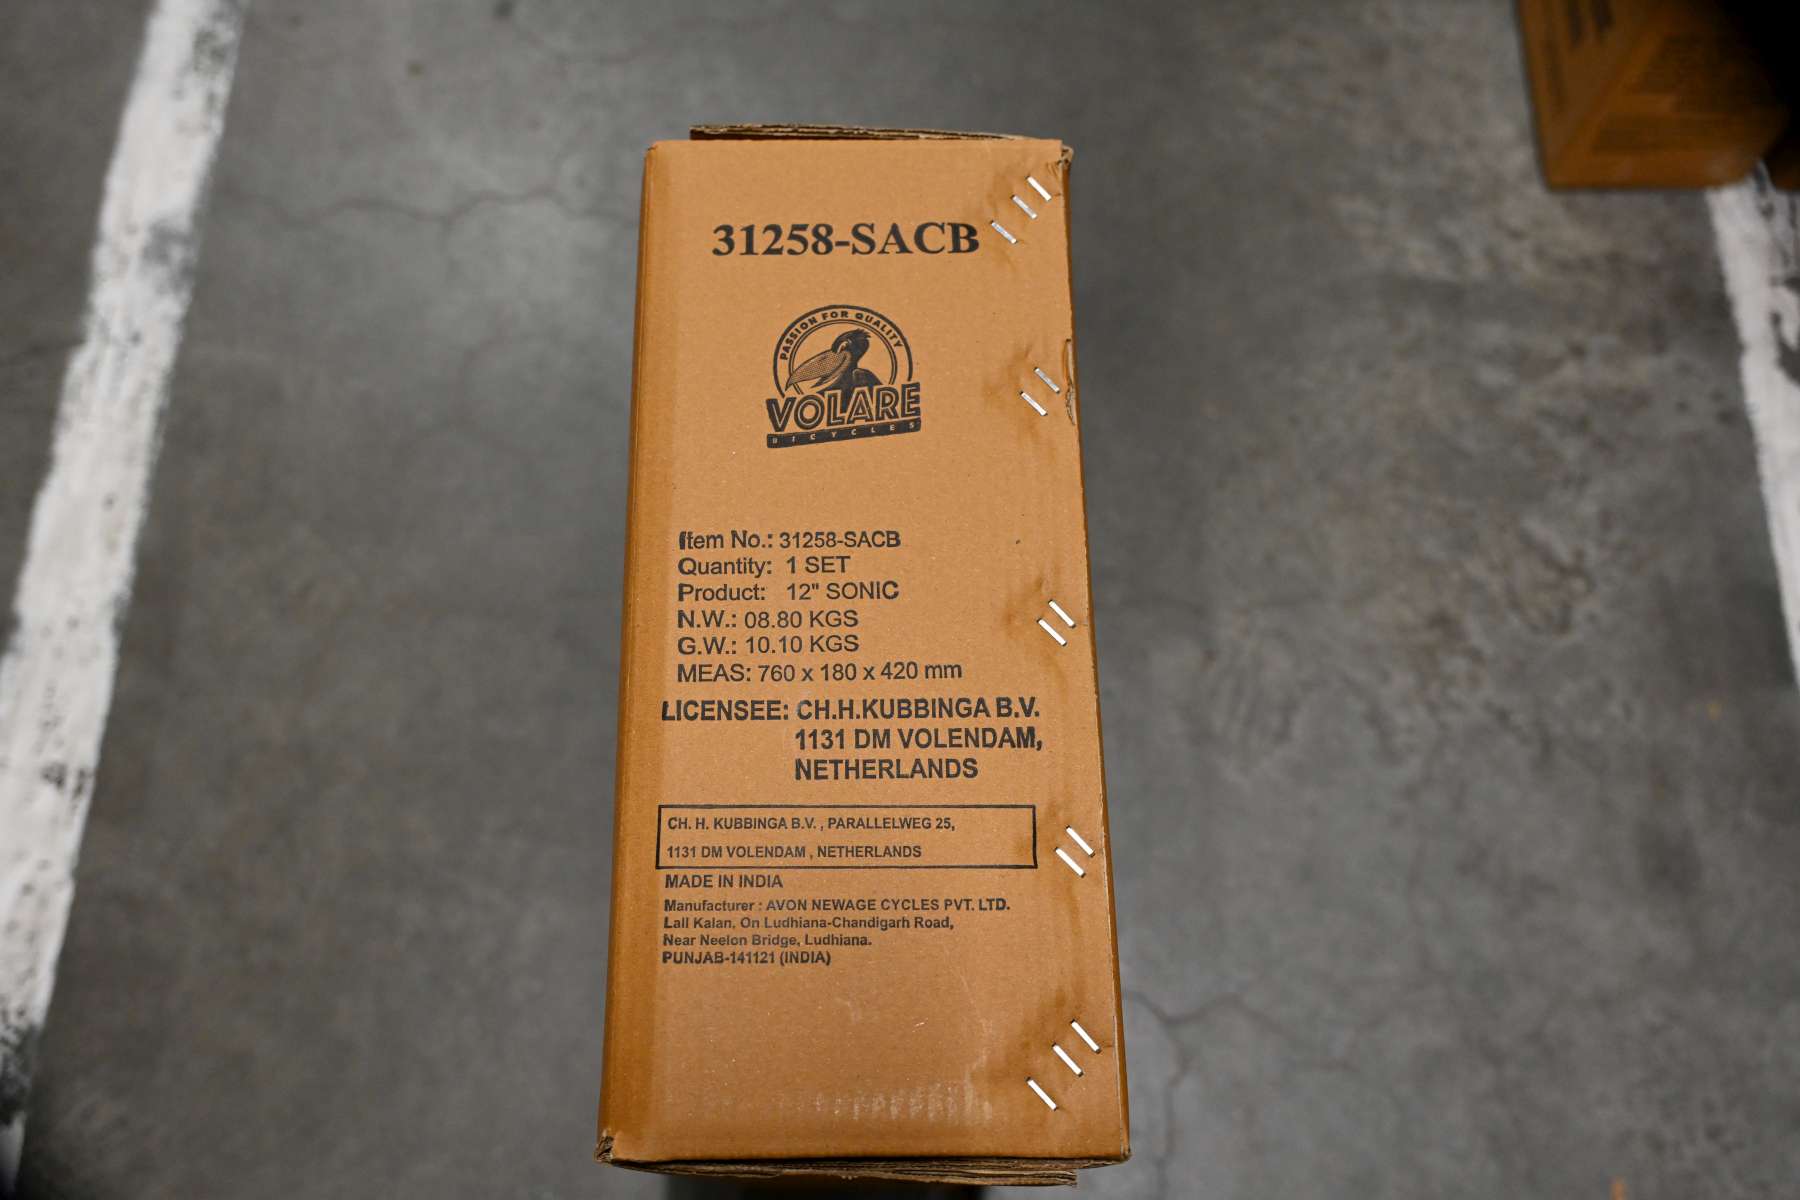 31258-SACB
PASSION FOR QUALITY
VOLARE
BICYCLES
Item No.: 31258-SACB
Quantity: 1 SET
Product: 12" SONIC
N.W.: 08.80 KGS
G.W.: 10.10 KGS
MEAS: 760 x 180 x 420 mm
LICENSEE: CH.H.KUBBINGA B.V.
1131 DM VOLENDAM,
NETHERLANDS
CH. H. KUBBINGA B.V. , PARALLELWEG 25,
1131 DM VOLENDAM , NETHERLANDS
MADE IN INDIA
Manufacturer : AVON NEWAGE CYCLES PVT. LTD.
Lall Kalan, On Ludhiana-Chandigarh Road,
Near Neelon Bridge, Ludhiana.
PUNJAB-141121 (INDIA)